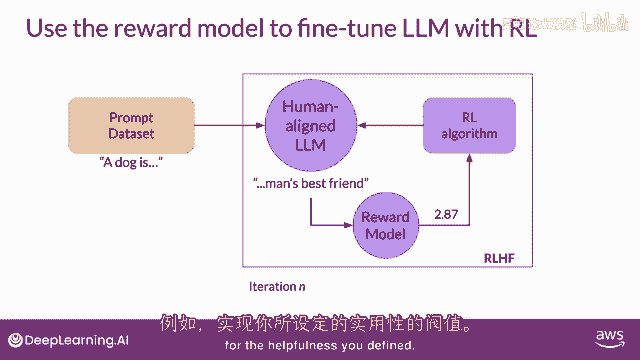 Use the reward model to fine-tune LLM with RL
Prompt
Dataset
"A dog is..."
Human-
aligned
LLM
"...man's best friend"
RL
algorithm
Reward
Model
2.87
RLHF
Iteration n
例如，实现你所设定的实用性的阀值。
for the helpfulness you defined.
DeepLearning.AI
aws